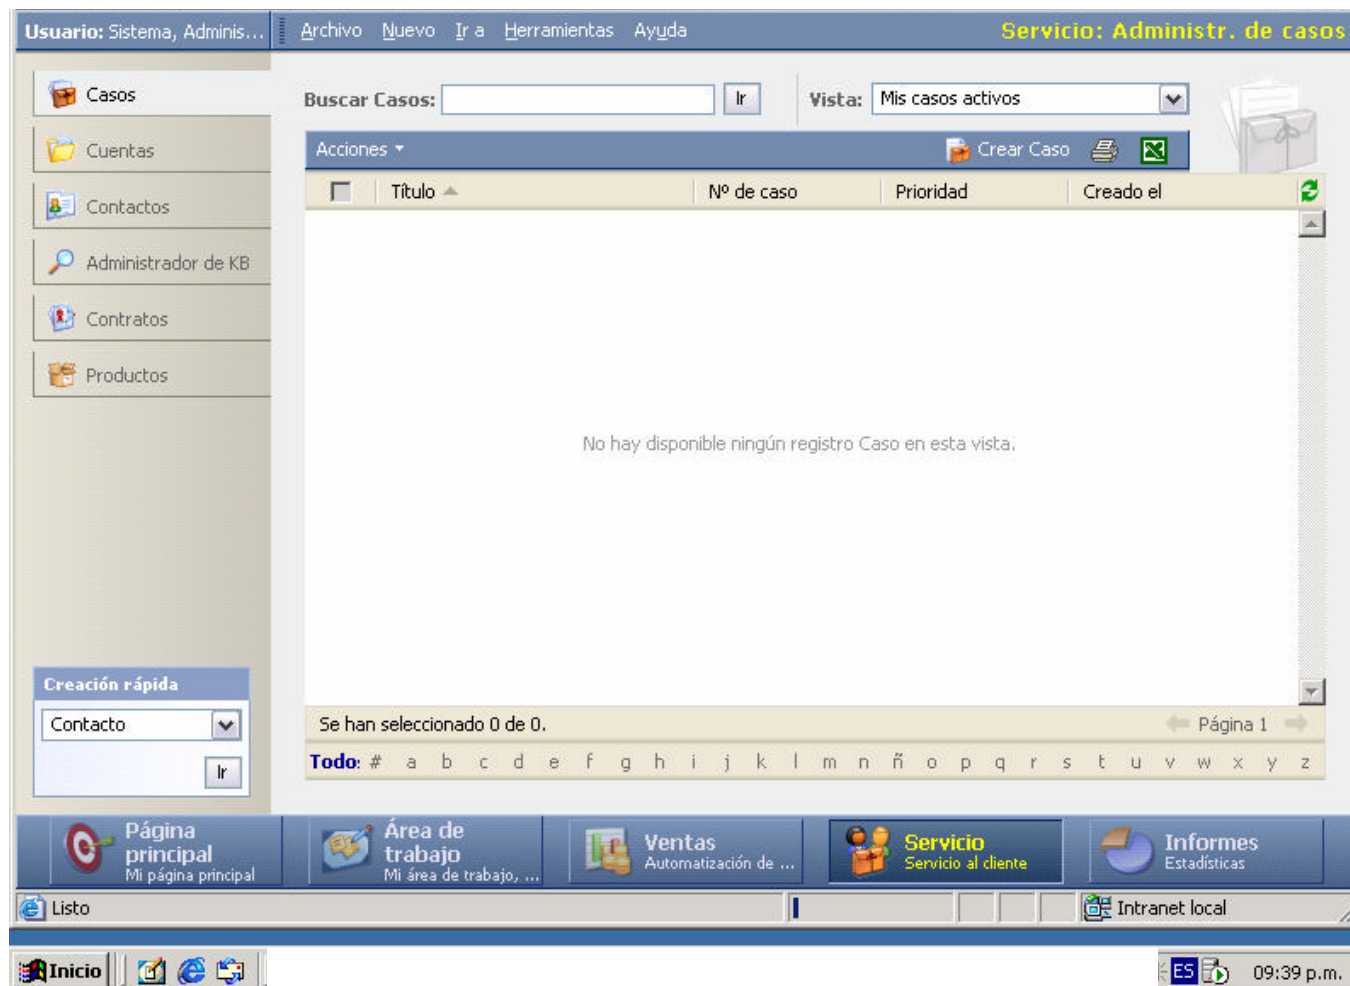 Usuario: Sistema, Adminis...
Archivo Nuevo Ir a Herramientas Ayuda
Servicio: Administr. de casos
Casos
Cuentas
Contactos
Administrador de KB
Contratos
Productos
Buscar Casos:
Ir
Vista: Mis casos activos
Acciones
Crear Caso
Título Nº de caso Prioridad Creado el
No hay disponible ningún registro Caso en esta vista.
Creación rápida
Contacto
Ir
Se han seleccionado 0 de 0.
Página 1
Todo: # a b c d e f g h i j k l m n ñ o p q r s t u v w x y z
Página principal
Mi página principal
Área de trabajo
Mi área de trabajo, ...
Ventas
Automatización de ...
Servicio
Servicio al cliente
Informes
Estadísticas
Listo
Intranet local
Inicio
ES
09:39 p.m.